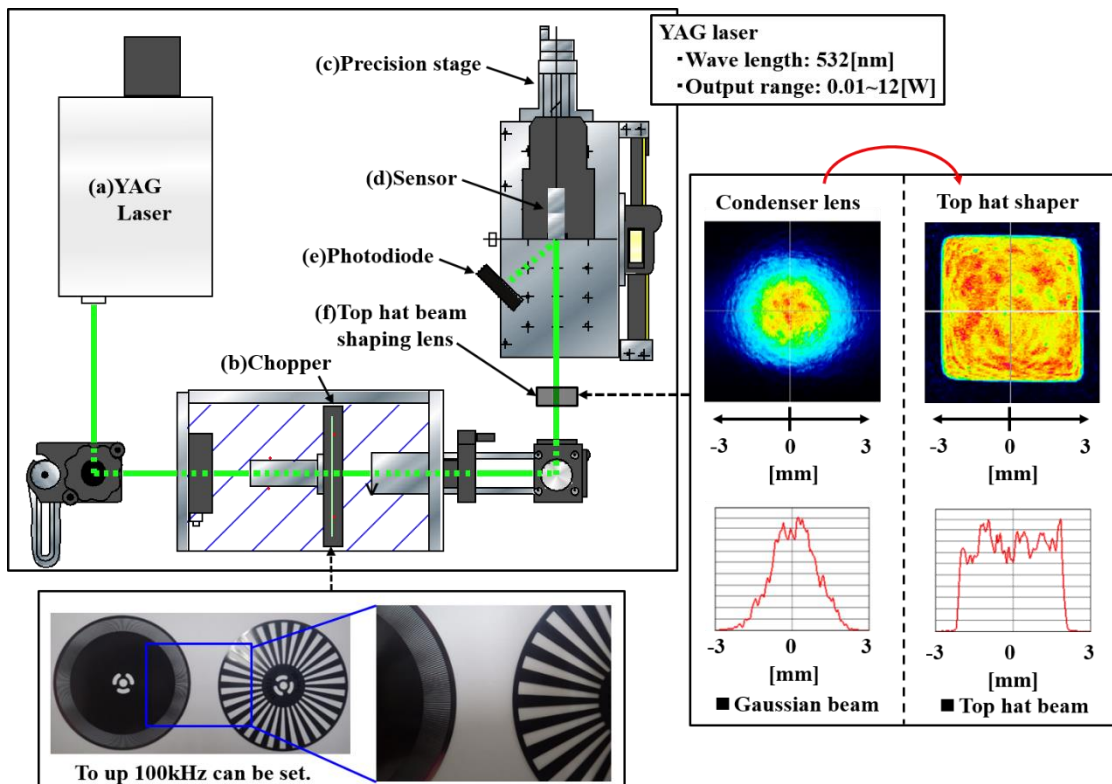 YAG laser
▪Wave length: 532[nm]
▪Output range: 0.01~12[W]
(c)Precision stage
(a)YAG
Laser
(d)Sensor
(e)Photodiode
(f)Top hat beam
shaping lens
(b)Chopper
Condenser lens
Top hat shaper
-3 0 3
[mm]
-3 0 3
[mm]
-3 0 3
[mm]
-3 0 3
[mm]
■ Gaussian beam
■ Top hat beam
To up 100kHz can be set.